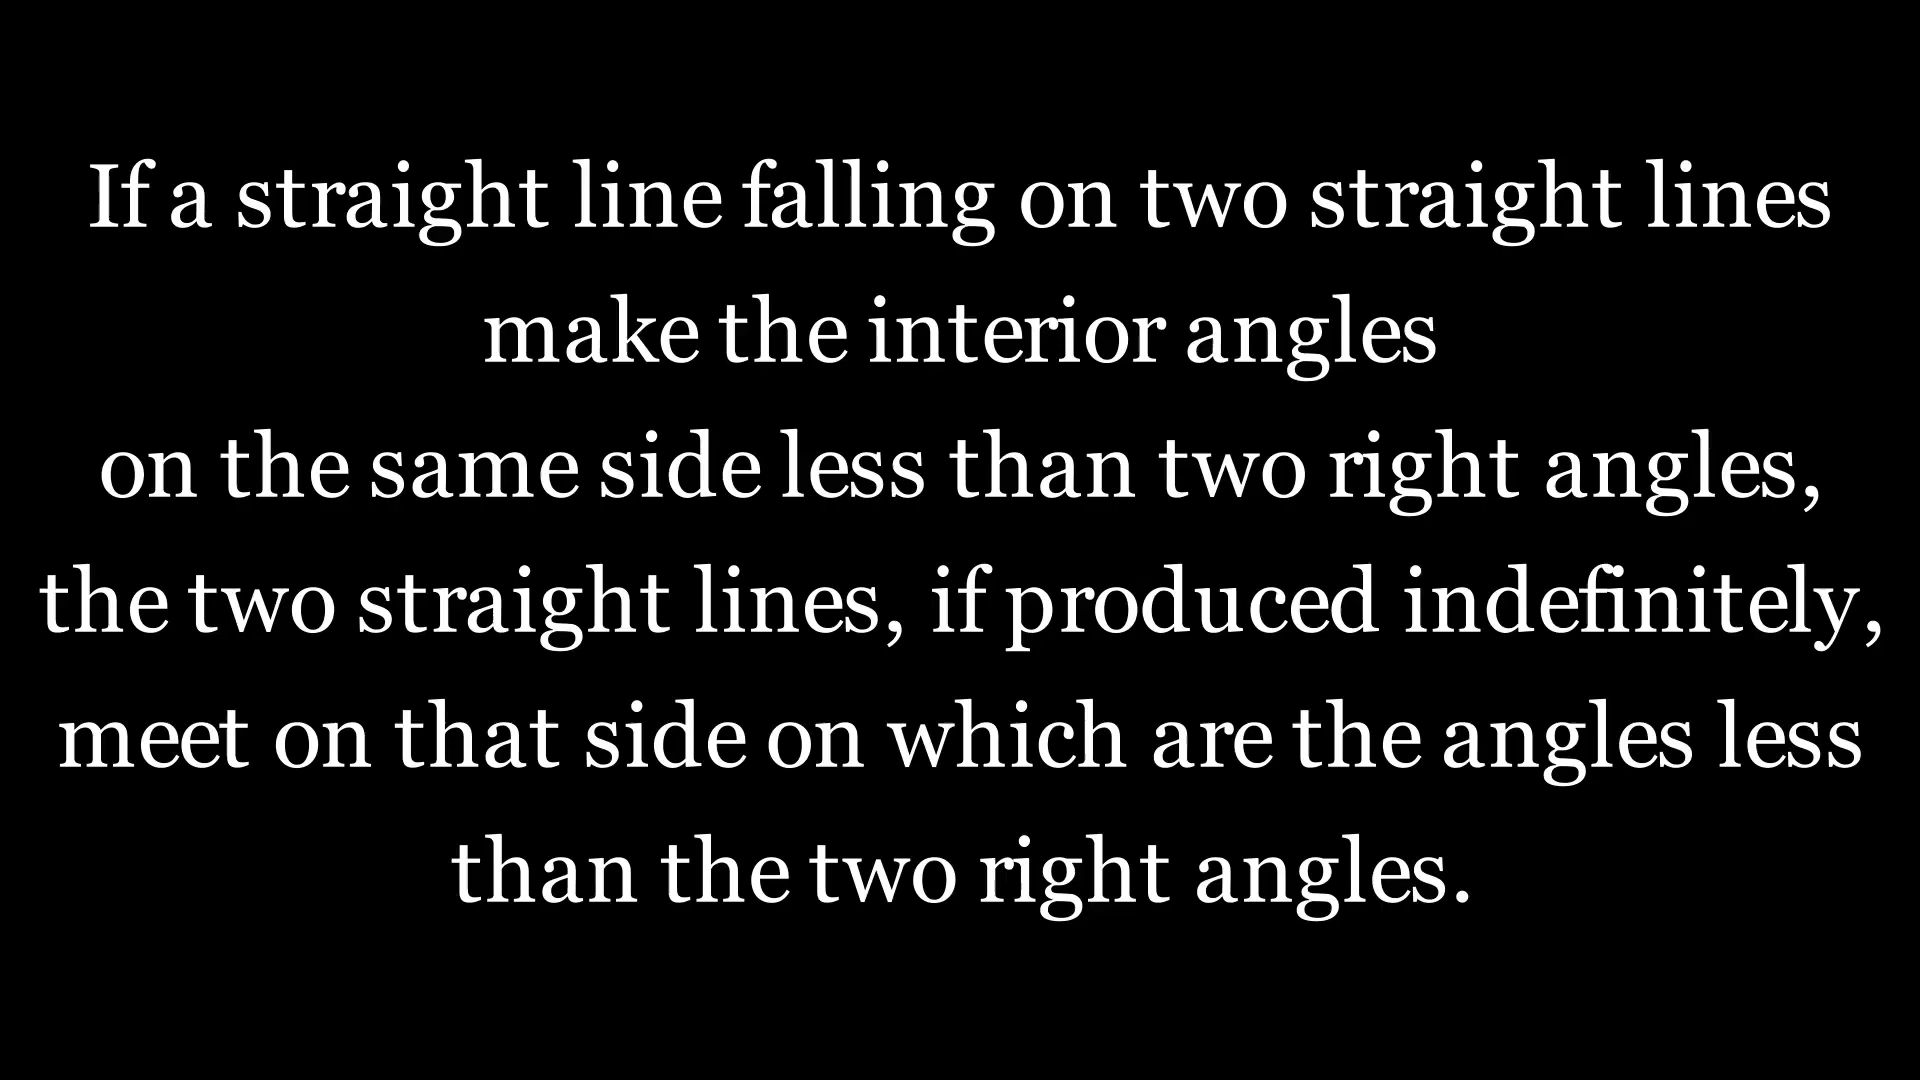 If a straight line falling on two straight lines
make the interior angles
on the same side less than two right angles,
the two straight lines, if produced indefinitely,
meet on that side on which are the angles less
than the two right angles.